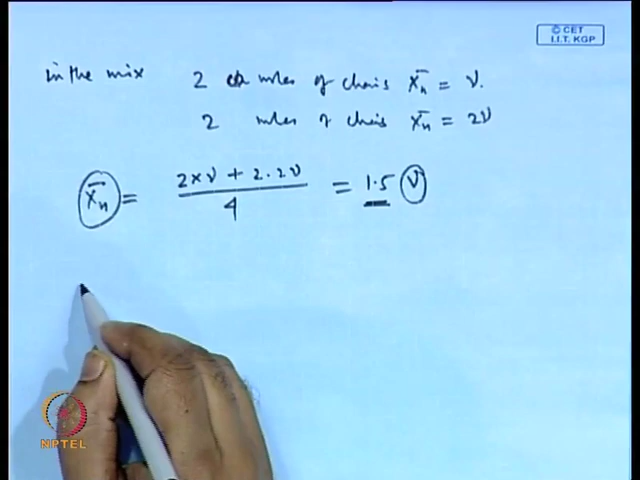 © CET
I.I.T. KGP
in the mix 2 moles of chains X̄n = ν.
2 moles of chains X̄n = 2ν
X̄n = (2×ν + 2.2ν)/4 = 1.5 ν
NPTEL